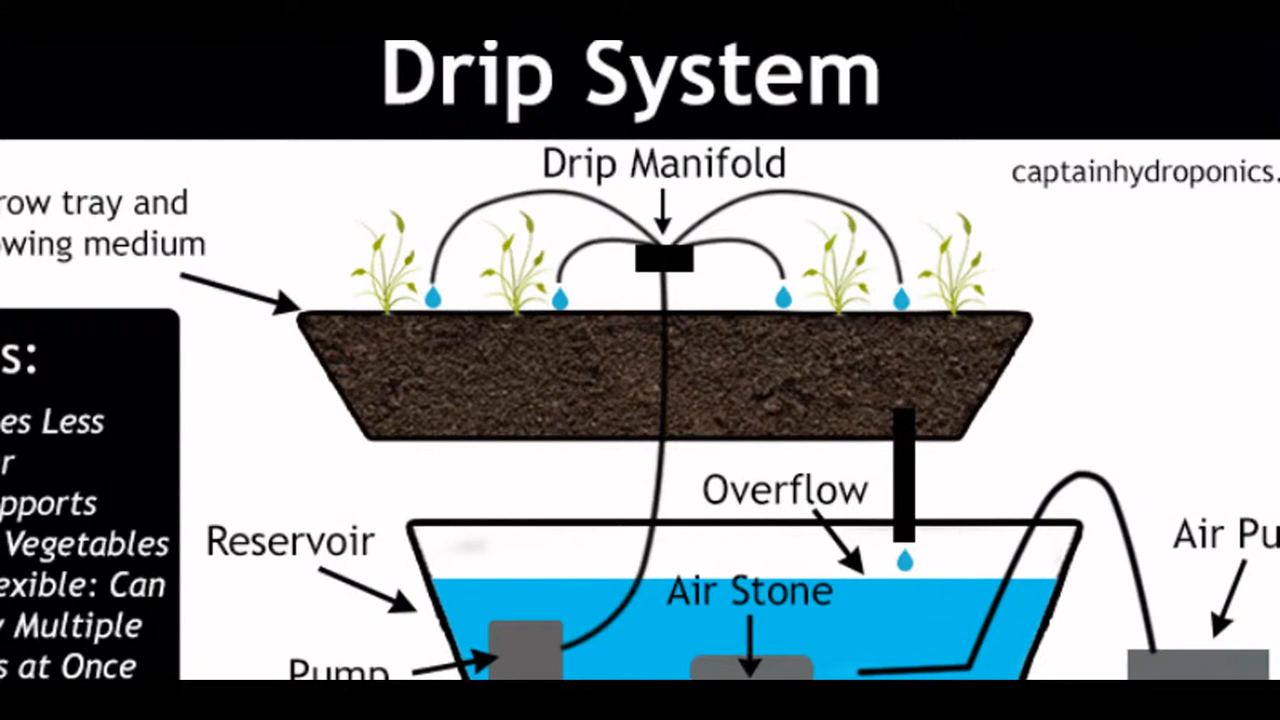 Drip System
Drip Manifold
captainhydroponics.
row tray and
owing medium
s:
es Less
r
pports
Vegetables
exible: Can
y Multiple
s at Once
Overflow
Reservoir
Air Pu
Air Stone
Pump